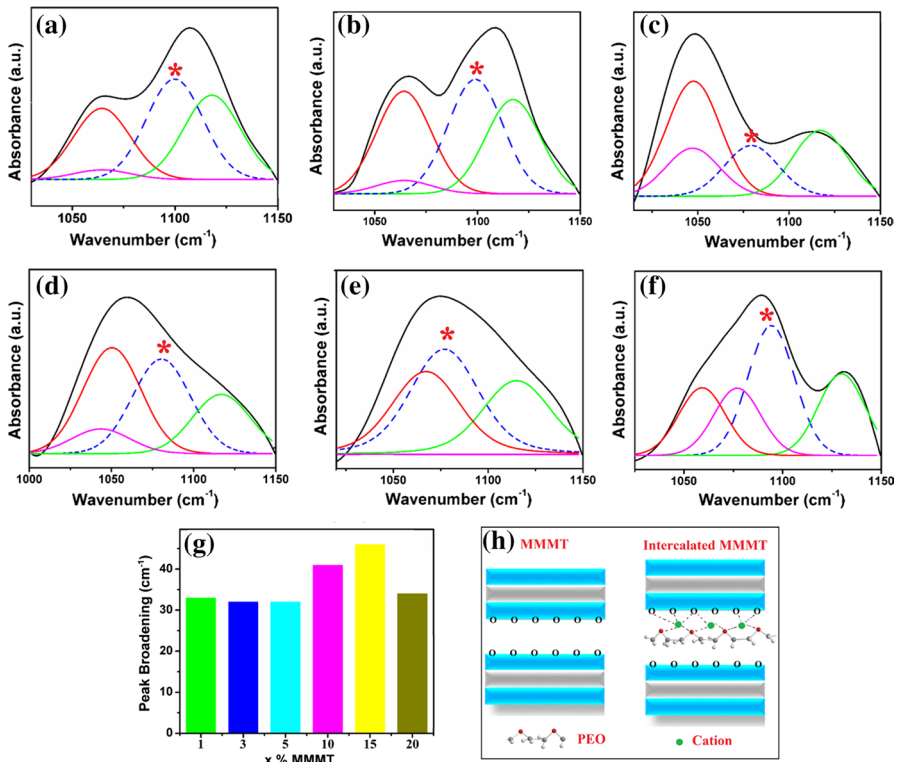 (a)
Absorbance (a.u.)
*
1050 1100 1150
Wavenumber (cm-1)
(b)
Absorbance (a.u.)
*
1050 1100 1150
Wavenumber (cm-1)
(c)
Absorbance (a.u.)
*
1050 1100 1150
Wavenumber (cm-1)
(d)
Absorbance (a.u.)
*
1000 1050 1100 1150
Wavenumber (cm-1)
(e)
Absorbance (a.u.)
*
1050 1100 1150
Wavenumber (cm-1)
(f)
Absorbance (a.u.)
*
1050 1100 1150
Wavenumber (cm-1)
(g)
Peak Broadening (cm-1)
40
30
20
10
0
1 3 5 10 15 20
x % MMMT
(h)
MMMT Intercalated MMMT
O O O O O O
O O O O O O
O O O O O O
O O O O O O
PEO Cation